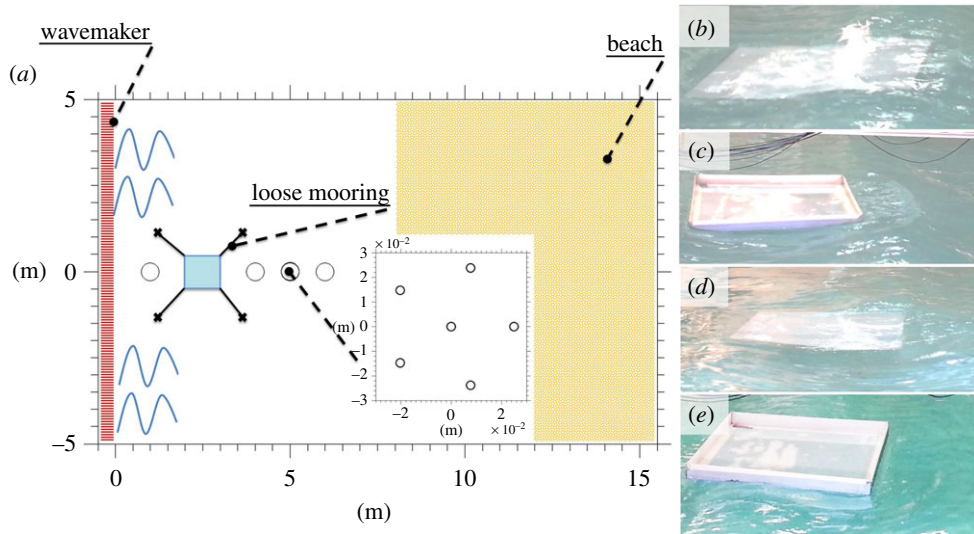 wavemaker
beach
(a)
5
loose mooring
(m)
0
-5
0
5
10
15
(m)
× 10⁻²
3
2
1
(m) 0
−1
−2
−3
−2
0
2
(m)
× 10⁻²
(b)
(c)
(d)
(e)